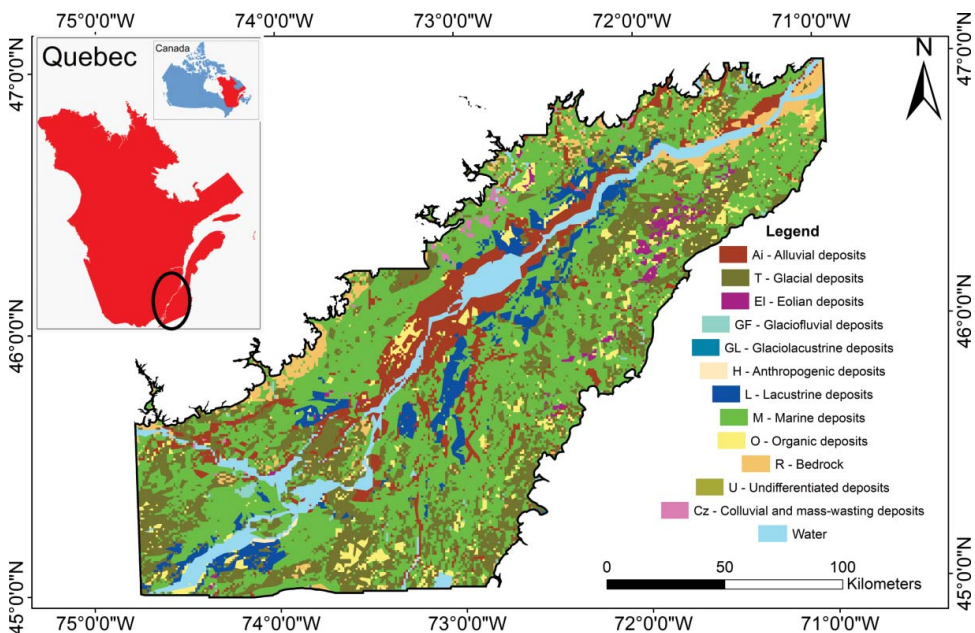 75°0'0"W 74°0'0"W 73°0'0"W 72°0'0"W 71°0'0"W
Quebec
Canada
N
47°0'0"N
47°0'0"N
46°0'0"N
46°0'0"N
45°0'0"N
45°0'0"N
Legend
Ai - Alluvial deposits
T - Glacial deposits
El - Eolian deposits
GF - Glaciofluvial deposits
GL - Glaciolacustrine deposits
H - Anthropogenic deposits
L - Lacustrine deposits
M - Marine deposits
O - Organic deposits
R - Bedrock
U - Undifferentiated deposits
Cz - Colluvial and mass-wasting deposits
Water
0 50 100
Kilometers
75°0'0"W 74°0'0"W 73°0'0"W 72°0'0"W 71°0'0"W